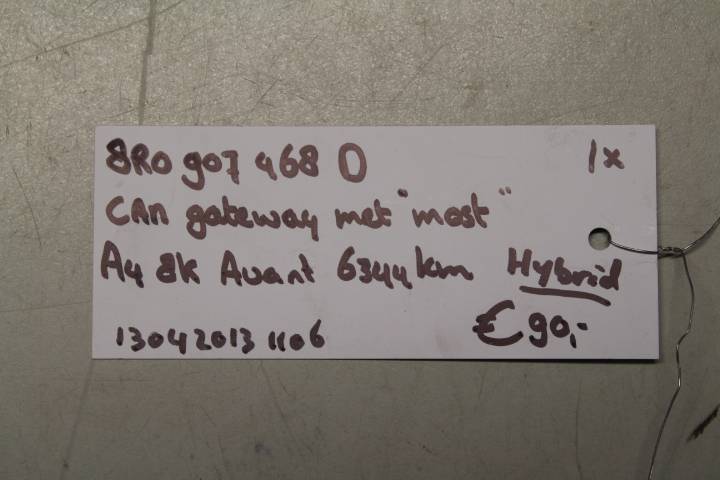 8R0 907 468 D 1x
CAN gateway met "most"
A4 8K Avant 6344km Hybrid
13042013 1106 €90,-